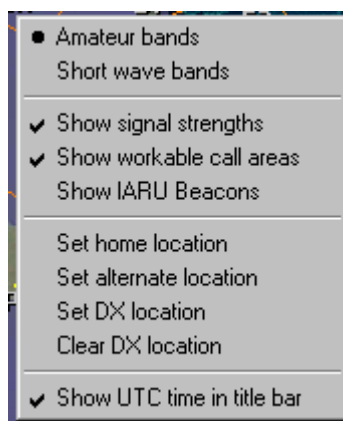 Amateur bands
Short wave bands
Show signal strengths
Show workable call areas
Show IARU Beacons
Set home location
Set alternate location
Set DX location
Clear DX location
Show UTC time in title bar